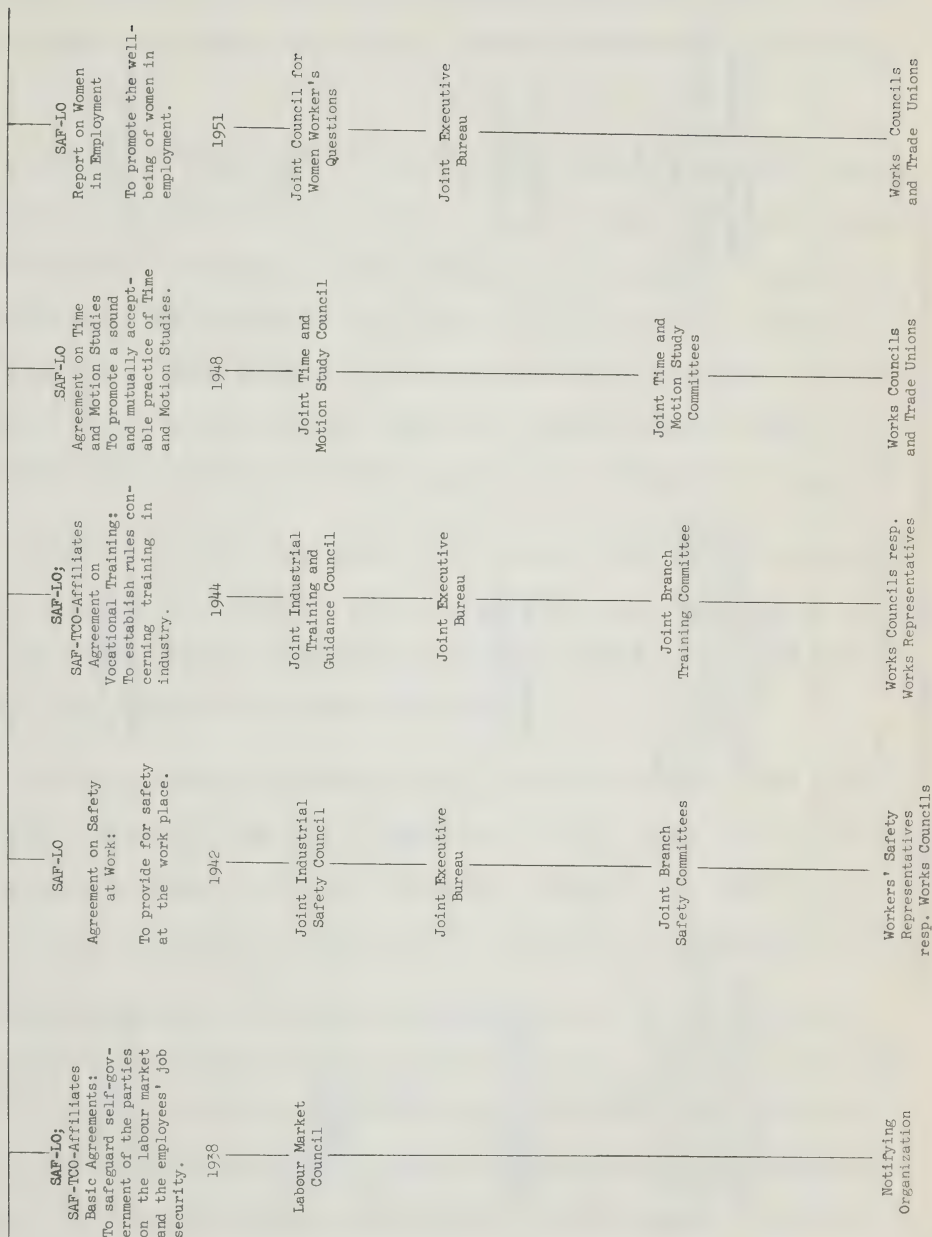 SAF-LO;
SAF-TCO-Affiliates
Basic Agreements:
To safeguard self-gov-
ernment of the parties
on the labour market
and the employees' job
security.
1938
Labour Market
Council
Notifying
Organization
SAF-LO
Agreement on Safety
at Work:
To provide for safety
at the work place.
1942
Joint Industrial
Safety Council
Joint Executive
Bureau
Joint Branch
Safety Committees
Workers' Safety
Representatives
resp. Works Councils
SAF-LO;
SAF-TCO-Affiliates
Agreement on
Vocational Training:
To establish rules con-
cerning training in
industry.
1944
Joint Industrial
Training and
Guidance Council
Joint Executive
Bureau
Joint Branch
Training Committee
Works Councils resp.
Works Representatives
SAF-LO
Agreement on Time
and Motion Studies
To promote a sound
and mutually accept-
able practice of Time
and Motion Studies.
1948
Joint Time and
Motion Study Council
Joint Time and
Motion Study
Committees
Works Councils
and Trade Unions
SAF-LO
Report on Women
in Employment
To promote the well-
being of women in
employment.
1951
Joint Council for
Women Worker's
Questions
Joint Executive
Bureau
Works Councils
and Trade Unions